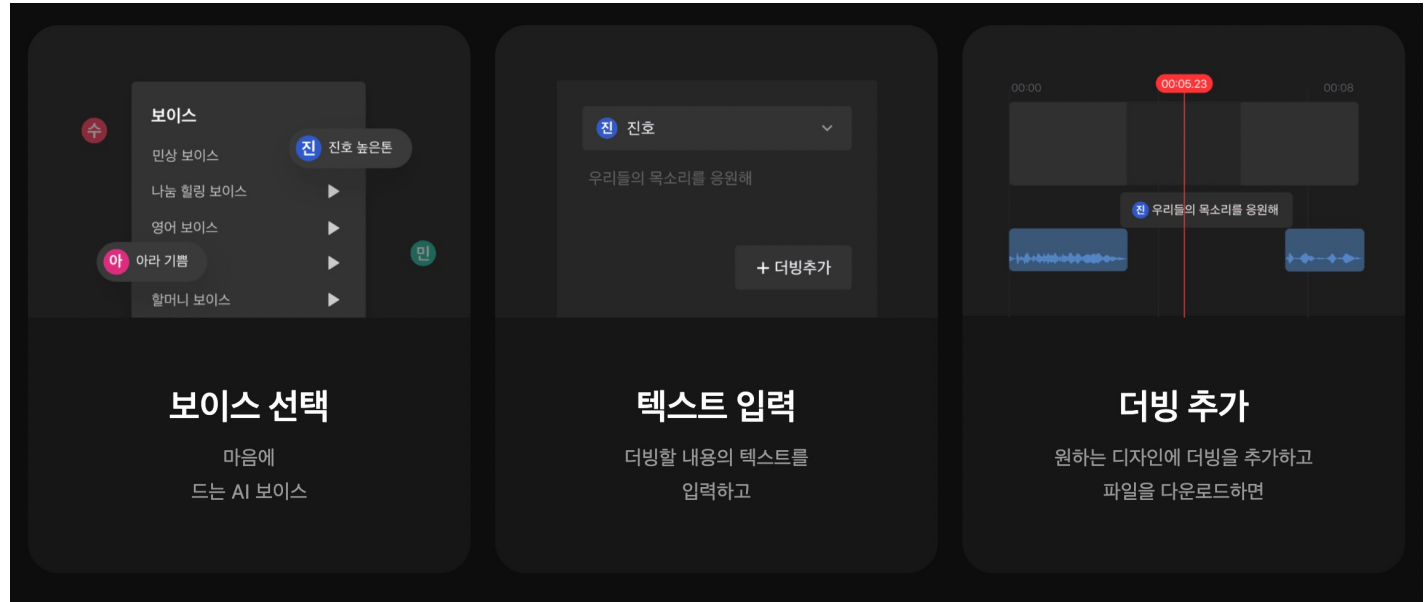 보이스
수
민상 보이스
진 진호 높은톤
나눔 힐링 보이스
영어 보이스
아 아라 기쁨
민
할머니 보이스
보이스 선택
마음에
드는 AI 보이스
진 진호
우리들의 목소리를 응원해
+ 더빙추가
텍스트 입력
더빙할 내용의 텍스트를
입력하고
00:00
00:05.23
00:08
진 우리들의 목소리를 응원해
더빙 추가
원하는 디자인에 더빙을 추가하고
파일을 다운로드하면